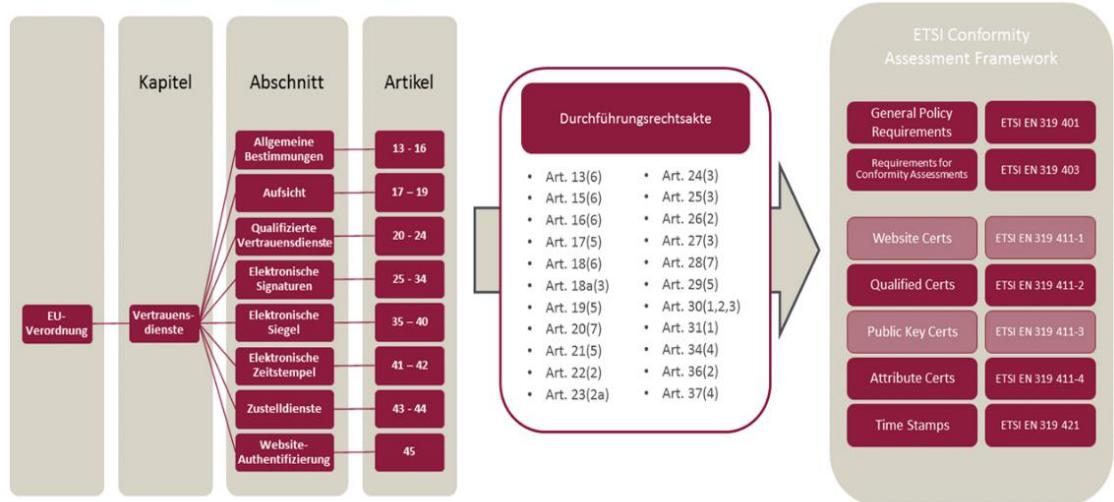 Kapitel
Abschnitt
Artikel
EU-
Verordnung
Vertrauens-
dienste
Allgemeine
Bestimmungen
13 - 16
Aufsicht
17 – 19
Qualifizierte
Vertrauensdienste
20 - 24
Elektronische
Signaturen
25 - 34
Elektronische
Siegel
35 – 40
Elektronische
Zeitstempel
41 – 42
Zustelldienste
43 - 44
Website-
Authentifizierung
45
Durchführungsrechtsakte
• Art. 13(6)
• Art. 15(6)
• Art. 16(6)
• Art. 17(5)
• Art. 18(6)
• Art. 18a(3)
• Art. 19(5)
• Art. 20(7)
• Art. 21(5)
• Art. 22(2)
• Art. 23(2a)
• Art. 24(3)
• Art. 25(3)
• Art. 26(2)
• Art. 27(3)
• Art. 28(7)
• Art. 29(5)
• Art. 30(1,2,3)
• Art. 31(1)
• Art. 34(4)
• Art. 36(2)
• Art. 37(4)
ETSI Conformity
Assessment Framework
General Policy
Requirements
ETSI EN 319 401
Requirements for
Conformity Assessments
ETSI EN 319 403
Website Certs
ETSI EN 319 411-1
Qualified Certs
ETSI EN 319 411-2
Public Key Certs
ETSI EN 319 411-3
Attribute Certs
ETSI EN 319 411-4
Time Stamps
ETSI EN 319 421